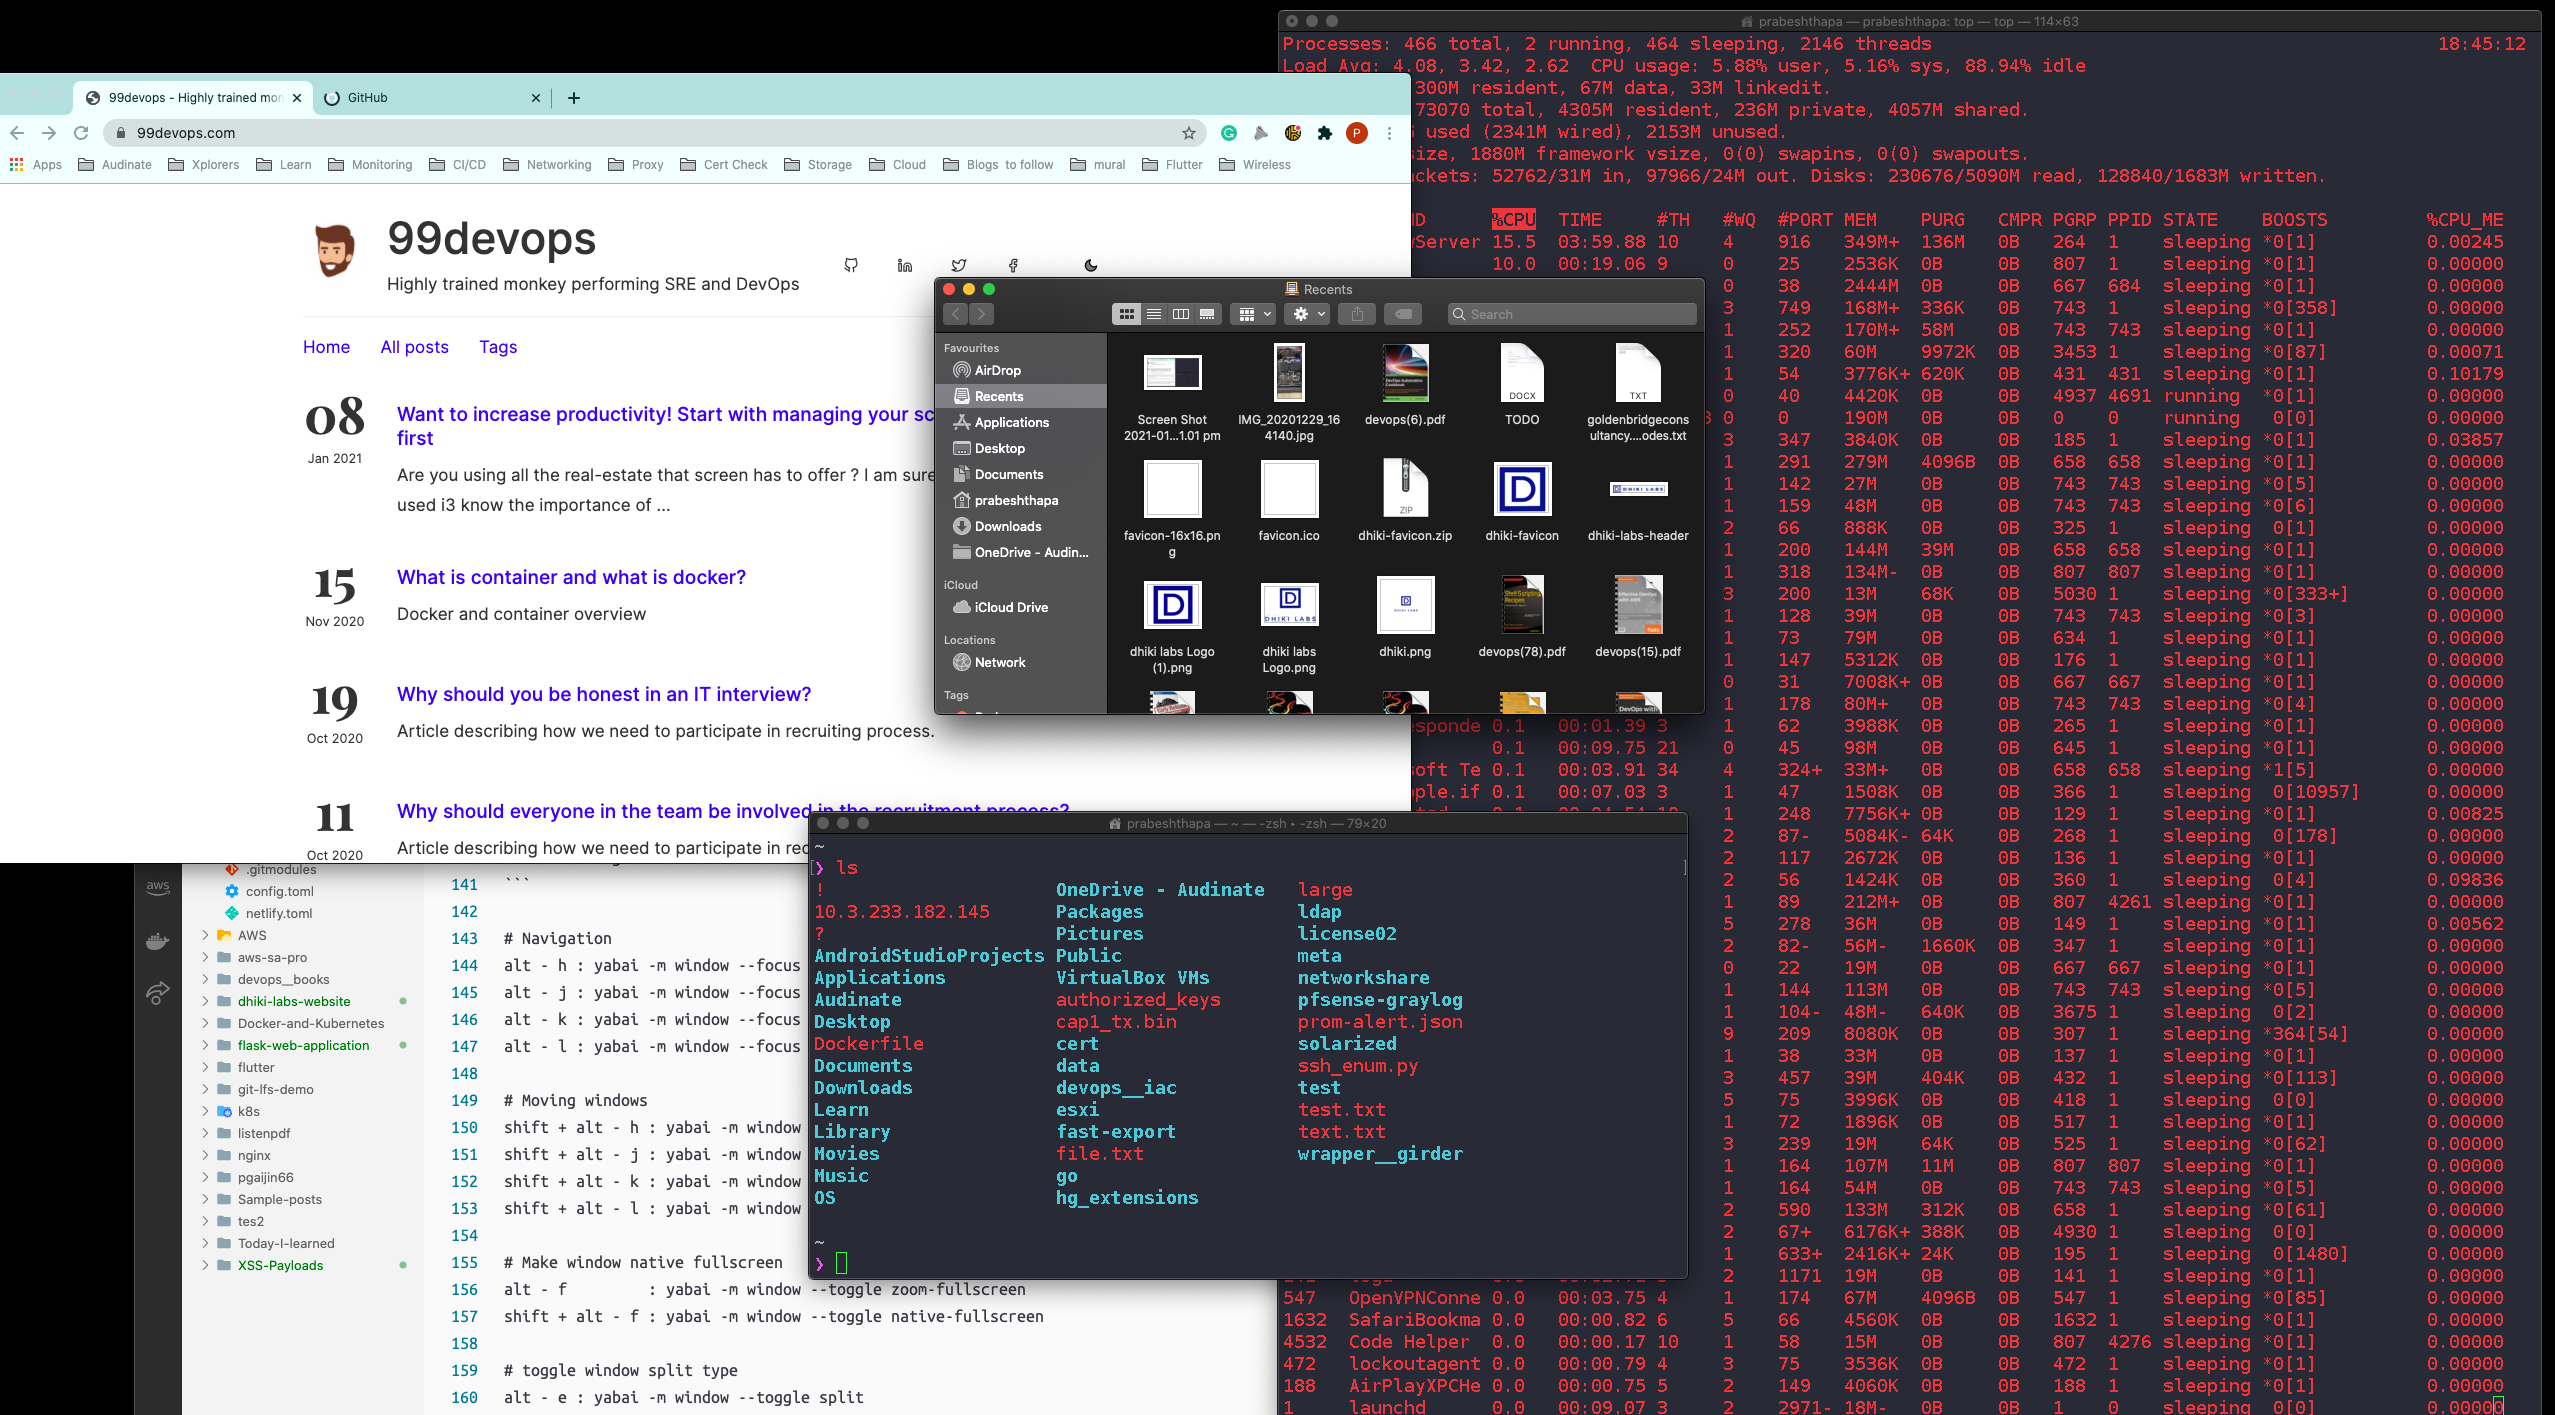 99devops - Highly trained mon
GitHub
99devops.com
Apps Audinate Xplorers Learn Monitoring CI/CD Networking Proxy Cert Check Storage Cloud Blogs to follow mural Flutter Wireless
99devops
Highly trained monkey performing SRE and DevOps
Home All posts Tags
08
Jan 2021
Want to increase productivity! Start with managing your sc
first
Are you using all the real-estate that screen has to offer ? I am sure
used i3 know the importance of ...
15
Nov 2020
What is container and what is docker?
Docker and container overview
19
Oct 2020
Why should you be honest in an IT interview?
Article describing how we need to participate in recruiting process.
11
Oct 2020
Why should everyone in the team be involved in the recruitment process?
Article describing how we need to participate in rec
aws
.gitmodules
config.toml
netlify.toml
AWS
aws-sa-pro
devops__books
dhiki-labs-website
Docker-and-Kubernetes
flask-web-application
flutter
git-lfs-demo
k8s
listenpdf
nginx
pgaijin66
Sample-posts
tes2
Today-I-learned
XSS-Payloads
141 ```
142
143 # Navigation
144 alt - h : yabai -m window --focus
145 alt - j : yabai -m window --focus
146 alt - k : yabai -m window --focus
147 alt - l : yabai -m window --focus
148
149 # Moving windows
150 shift + alt - h : yabai -m window
151 shift + alt - j : yabai -m window
152 shift + alt - k : yabai -m window
153 shift + alt - l : yabai -m window
154
155 # Make window native fullscreen
156 alt - f : yabai -m window --toggle zoom-fullscreen
157 shift + alt - f : yabai -m window --toggle native-fullscreen
158
159 # toggle window split type
160 alt - e : yabai -m window --toggle split
Recents
Search
Favourites
AirDrop
Recents
Applications
Desktop
Documents
prabeshthapa
Downloads
OneDrive - Audin...
iCloud
iCloud Drive
Locations
Network
Tags
Screen Shot
2021-01...1.01 pm
IMG_20201229_16
4140.jpg
devops(6).pdf
DOCX
TODO
TXT
goldenbridgecons
ultancy....odes.txt
favicon-16x16.pn
g
favicon.ico
ZIP
dhiki-favicon.zip
D
dhiki-favicon
DHIKI LABS
dhiki-labs-header
D
dhiki labs Logo
(1).png
D
DHIKI LABS
dhiki labs
Logo.png
dhiki.png
Shell Scripting
Recipes
devops(78).pdf
devops(15).pdf
DevOps with
prabeshthapa — ~ — -zsh ▸ -zsh — 79×20
~
❯ ls
! OneDrive - Audinate large
10.3.233.182.145 Packages ldap
? Pictures license02
AndroidStudioProjects Public meta
Applications VirtualBox VMs networkshare
Audinate authorized_keys pfsense-graylog
Desktop cap1_tx.bin prom-alert.json
Dockerfile cert solarized
Documents data ssh_enum.py
Downloads devops__iac test
Learn esxi test.txt
Library fast-export text.txt
Movies file.txt wrapper__girder
Music go
OS hg_extensions
~
❯
prabeshthapa — prabeshthapa: top — top — 114×63
Processes: 466 total, 2 running, 464 sleeping, 2146 threads 18:45:12
Load Avg: 4.08, 3.42, 2.62 CPU usage: 5.88% user, 5.16% sys, 88.94% idle
300M resident, 67M data, 33M linkedit.
73070 total, 4305M resident, 236M private, 4057M shared.
used (2341M wired), 2153M unused.
size, 1880M framework vsize, 0(0) swapins, 0(0) swapouts.
ckets: 52762/31M in, 97966/24M out. Disks: 230676/5090M read, 128840/1683M written.
ND %CPU TIME #TH #WQ #PORT MEM PURG CMPR PGRP PPID STATE BOOSTS %CPU_ME
wServer 15.5 03:59.88 10 4 916 349M+ 136M 0B 264 1 sleeping *0[1] 0.00245
10.0 00:19.06 9 0 25 2536K 0B 0B 807 1 sleeping *0[1] 0.00000
0 38 2444M 0B 0B 667 684 sleeping *0[1] 0.00000
3 749 168M+ 336K 0B 743 1 sleeping *0[358] 0.00000
1 252 170M+ 58M 0B 743 743 sleeping *0[1] 0.00000
1 320 60M 9972K 0B 3453 1 sleeping *0[87] 0.00071
1 54 3776K+ 620K 0B 431 431 sleeping *0[1] 0.10179
0 40 4420K 0B 0B 4937 4691 running *0[1] 0.00000
3 0 0 190M 0B 0B 0 0 running 0[0] 0.00000
3 347 3840K 0B 0B 185 1 sleeping *0[1] 0.03857
1 291 279M 4096B 0B 658 658 sleeping *0[1] 0.00000
1 142 27M 0B 0B 743 743 sleeping *0[5] 0.00000
1 159 48M 0B 0B 743 743 sleeping *0[6] 0.00000
2 66 888K 0B 0B 325 1 sleeping 0[1] 0.00000
1 200 144M 39M 0B 658 658 sleeping *0[1] 0.00000
1 318 134M- 0B 0B 807 807 sleeping *0[1] 0.00000
3 200 13M 68K 0B 5030 1 sleeping *0[333+] 0.00000
1 128 39M 0B 0B 743 743 sleeping *0[3] 0.00000
1 73 79M 0B 0B 634 1 sleeping *0[1] 0.00000
1 147 5312K 0B 0B 176 1 sleeping *0[1] 0.00000
0 31 7008K+ 0B 0B 667 667 sleeping *0[1] 0.00000
1 178 80M+ 0B 0B 743 743 sleeping *0[4] 0.00000
sponde 0.1 00:01.39 3 1 62 3988K 0B 0B 265 1 sleeping *0[1] 0.00000
0.1 00:09.75 21 0 45 98M 0B 0B 645 1 sleeping *0[1] 0.00000
soft Te 0.1 00:03.91 34 4 324+ 33M+ 0B 0B 658 658 sleeping *1[5] 0.00000
ple.if 0.1 00:07.03 3 1 47 1508K 0B 0B 366 1 sleeping 0[10957] 0.00000
1 248 7756K+ 0B 0B 129 1 sleeping *0[1] 0.00825
2 87- 5084K- 64K 0B 268 1 sleeping 0[178] 0.00000
2 117 2672K 0B 0B 136 1 sleeping *0[1] 0.00000
2 56 1424K 0B 0B 360 1 sleeping 0[4] 0.09836
1 89 212M+ 0B 0B 807 4261 sleeping *0[1] 0.00000
5 278 36M 0B 0B 149 1 sleeping *0[1] 0.00562
2 82- 56M- 1660K 0B 347 1 sleeping *0[1] 0.00000
0 22 19M 0B 0B 667 667 sleeping *0[1] 0.00000
1 144 113M 0B 0B 743 743 sleeping *0[5] 0.00000
1 104- 48M- 640K 0B 3675 1 sleeping 0[2] 0.00000
9 209 8080K 0B 0B 307 1 sleeping *364[54] 0.00000
1 38 33M 0B 0B 137 1 sleeping *0[1] 0.00000
3 457 39M 404K 0B 432 1 sleeping *0[113] 0.00000
5 75 3996K 0B 0B 418 1 sleeping 0[0] 0.00000
1 72 1896K 0B 0B 517 1 sleeping *0[1] 0.00000
3 239 19M 64K 0B 525 1 sleeping *0[62] 0.00000
1 164 107M 11M 0B 807 807 sleeping *0[1] 0.00000
1 164 54M 0B 0B 743 743 sleeping *0[5] 0.00000
2 590 133M 312K 0B 658 1 sleeping *0[61] 0.00000
2 67+ 6176K+ 388K 0B 4930 1 sleeping 0[0] 0.00000
1 633+ 2416K+ 24K 0B 195 1 sleeping 0[1480] 0.00000
2 1171 19M 0B 0B 141 1 sleeping *0[1] 0.00000
547 OpenVPNConne 0.0 00:03.75 4 1 174 67M 4096B 0B 547 1 sleeping *0[85] 0.00000
1632 SafariBookma 0.0 00:00.82 6 5 66 4560K 0B 0B 1632 1 sleeping *0[1] 0.00000
4532 Code Helper 0.0 00:00.17 10 1 58 15M 0B 0B 807 4276 sleeping *0[1] 0.00000
472 lockoutagent 0.0 00:00.79 4 3 75 3536K 0B 0B 472 1 sleeping *0[1] 0.00000
188 AirPlayXPCHe 0.0 00:00.75 5 2 149 4060K 0B 0B 188 1 sleeping *0[1] 0.00000
1 launchd 0.0 00:09.07 3 2 2971- 18M- 0B 0B 1 0 sleeping 0[0] 0.00000